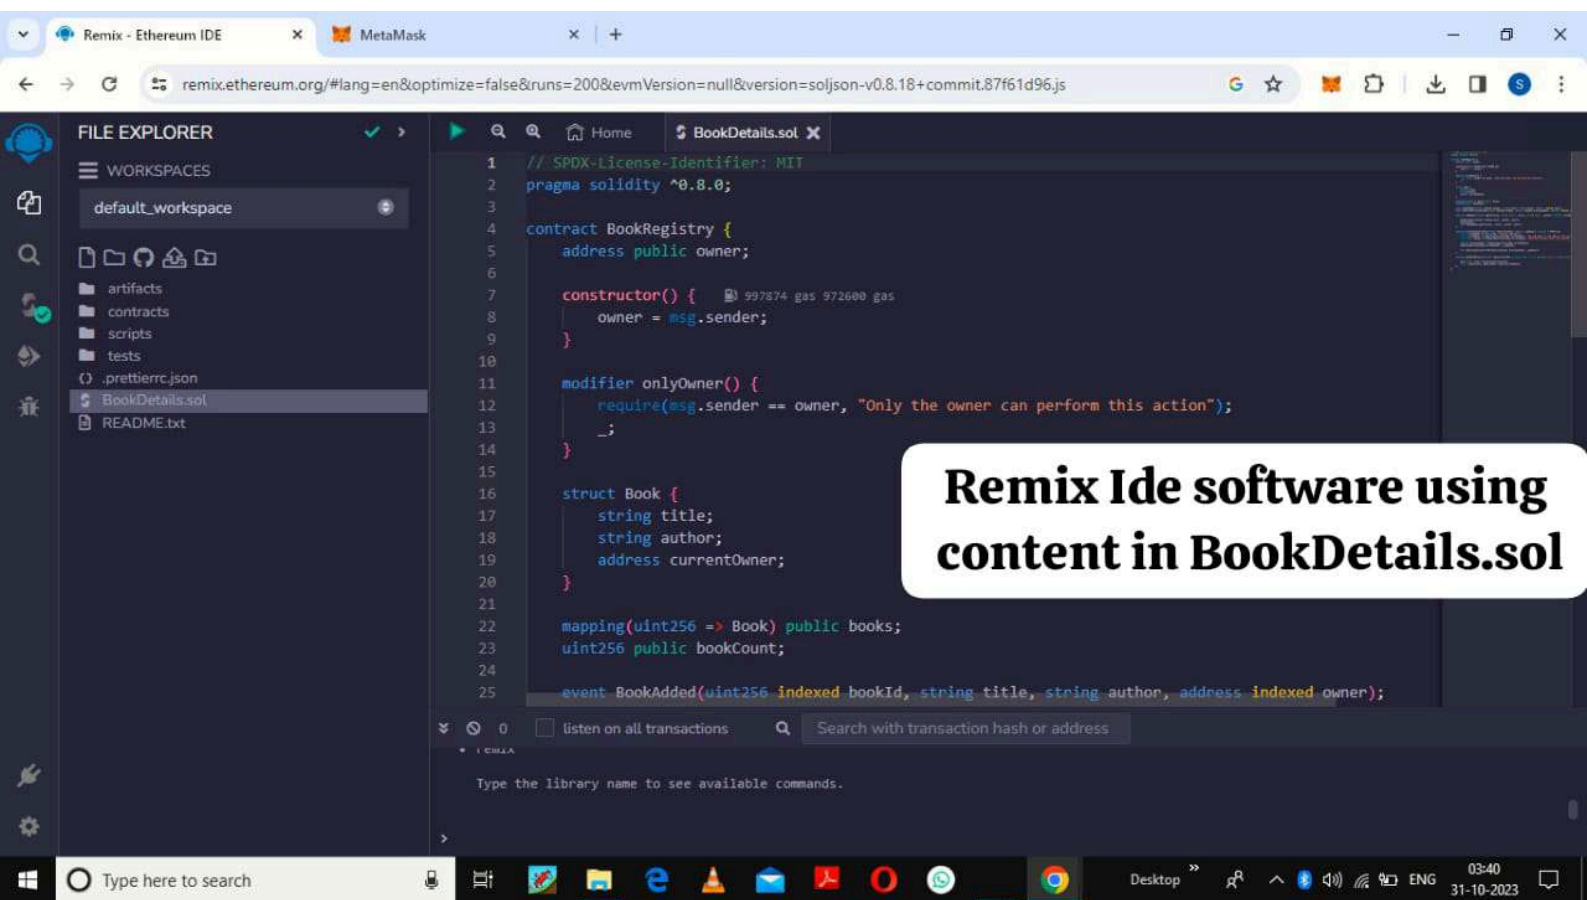 Remix - Ethereum IDE
MetaMask
remix.ethereum.org/#lang=en&optimize=false&runs=200&evmVersion=null&version=soljson-v0.8.18+commit.87f61d96.js
G
S
FILE EXPLORER
Home
BookDetails.sol
WORKSPACES
default_workspace
artifacts
contracts
scripts
tests
.prettierrc.json
BookDetails.sol
README.txt
1 // SPDX-License-Identifier: MIT
2 pragma solidity ^0.8.0;
3
4 contract BookRegistry {
5 address public owner;
6
7 constructor() { 997874 gas 972600 gas
8 owner = msg.sender;
9 }
10
11 modifier onlyOwner() {
12 require(msg.sender == owner, "Only the owner can perform this action");
13 _;
14 }
15
16 struct Book {
17 string title;
18 string author;
19 address currentOwner;
20 }
21
22 mapping(uint256 => Book) public books;
23 uint256 public bookCount;
24
25 event BookAdded(uint256 indexed bookId, string title, string author, address indexed owner);
Remix Ide software using
content in BookDetails.sol
0 listen on all transactions
Search with transaction hash or address
remix
Type the library name to see available commands.
>
Type here to search
Desktop
ENG
03:40
31-10-2023